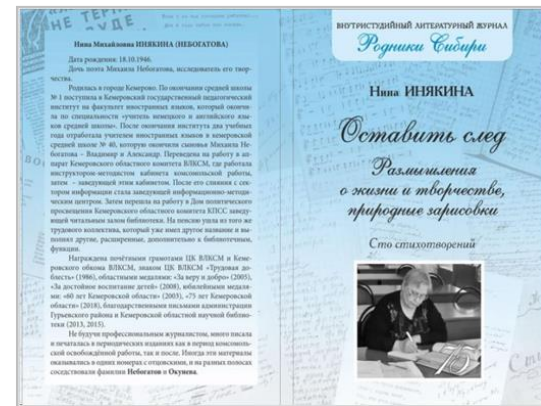 НЕ ТЕРЯ
ЧУДЕ
Нина Михайловна ИНЯКИНА (НЕБОГАТОВА)
Дата рождения: 18.10.1946.
Дочь поэта Михаила Небогатова, исследователь его твор-
чества.
Родилась в городе Кемерово. По окончании средней школы
№ 1 поступила в Кемеровский государственный педагогический
институт на факультет иностранных языков, который окончи-
ла по специальности «учитель немецкого и английского язы-
ков средней школы». После окончания института два учебных
года отработала учителем иностранных языков в кемеровской
средней школе № 40, которую окончили сыновья Михаила Не-
богатова – Владимир и Александр. Переведена на работу в ап-
парат Кемеровского областного комитета ВЛКСМ, где работала
инструктором-методистом кабинета комсомольской работы,
затем – заведующей этим кабинетом. После его слияния с сек-
тором информации стала заведующей информационно-методи-
ческим центром. Затем перешла на работу в Дом политического
просвещения Кемеровского областного комитета КПСС заведу-
ющей читальным залом библиотеки. На пенсию ушла из того же
трудового коллектива, который уже имел другое название и вы-
полнял другие, расширенные, дополнительно к библиотечным,
функции.
Награждена почётными грамотами ЦК ВЛКСМ и Кеме-
ровского обкома ВЛКСМ, знаком ЦК ВЛКСМ «Трудовая до-
блесть» (1986), областными медалями: «За веру и добро» (2005),
«За достойное воспитание детей» (2008), юбилейными медаля-
ми: «60 лет Кемеровской области» (2003), «75 лет Кемеровской
области» (2018), благодарственными письмами администрации
Гурьевского района и Кемеровской областной научной библио-
теки (2013, 2015).
Не будучи профессиональным журналистом, много писала
и печаталась в периодических изданиях как в период комсомоль-
ской освобождённой работы, так и после. Иногда эти материалы
оказывались в одних номерах с отцовскими, и на разных полосах
соседствовали фамилии Небогатов и Окунева.
ВНУТРИСТУДИЙНЫЙ ЛИТЕРАТУРНЫЙ ЖУРНАЛ
Родники Сибири
Нина ИНЯКИНА
Оставить след
Размышления
о жизни и творчестве,
природные зарисовки
Сто стихотворений
75